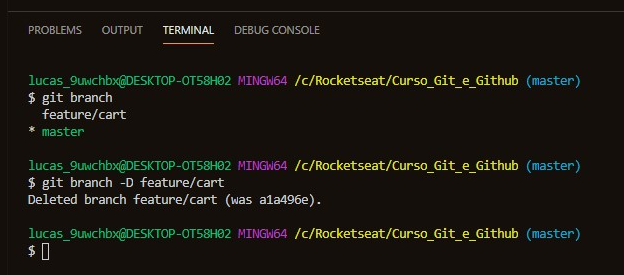 PROBLEMS OUTPUT TERMINAL DEBUG CONSOLE
lucas_9uwchbx@DESKTOP-OT58H02 MINGW64 /c/Rocketseat/Curso_Git_e_Github (master)
$ git branch
  feature/cart
* master
lucas_9uwchbx@DESKTOP-OT58H02 MINGW64 /c/Rocketseat/Curso_Git_e_Github (master)
$ git branch -D feature/cart
Deleted branch feature/cart (was a1a496e).
lucas_9uwchbx@DESKTOP-OT58H02 MINGW64 /c/Rocketseat/Curso_Git_e_Github (master)
$